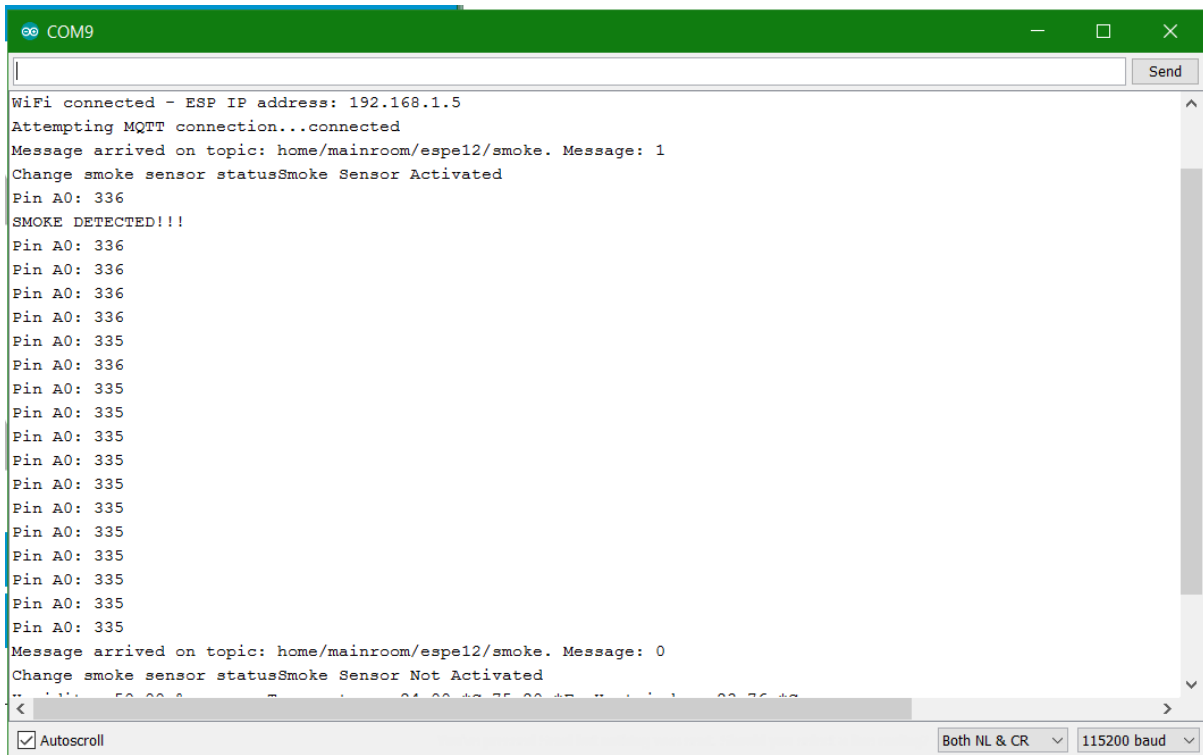 COM9
Send
WiFi connected - ESP IP address: 192.168.1.5
Attempting MQTT connection...connected
Message arrived on topic: home/mainroom/espe12/smoke. Message: 1
Change smoke sensor statusSmoke Sensor Activated
Pin A0: 336
SMOKE DETECTED!!!
Pin A0: 336
Pin A0: 336
Pin A0: 336
Pin A0: 336
Pin A0: 335
Pin A0: 336
Pin A0: 335
Pin A0: 335
Pin A0: 335
Pin A0: 335
Pin A0: 335
Pin A0: 335
Pin A0: 335
Pin A0: 335
Pin A0: 335
Pin A0: 335
Pin A0: 335
Message arrived on topic: home/mainroom/espe12/smoke. Message: 0
Change smoke sensor statusSmoke Sensor Not Activated
Autoscroll
Both NL & CR
115200 baud